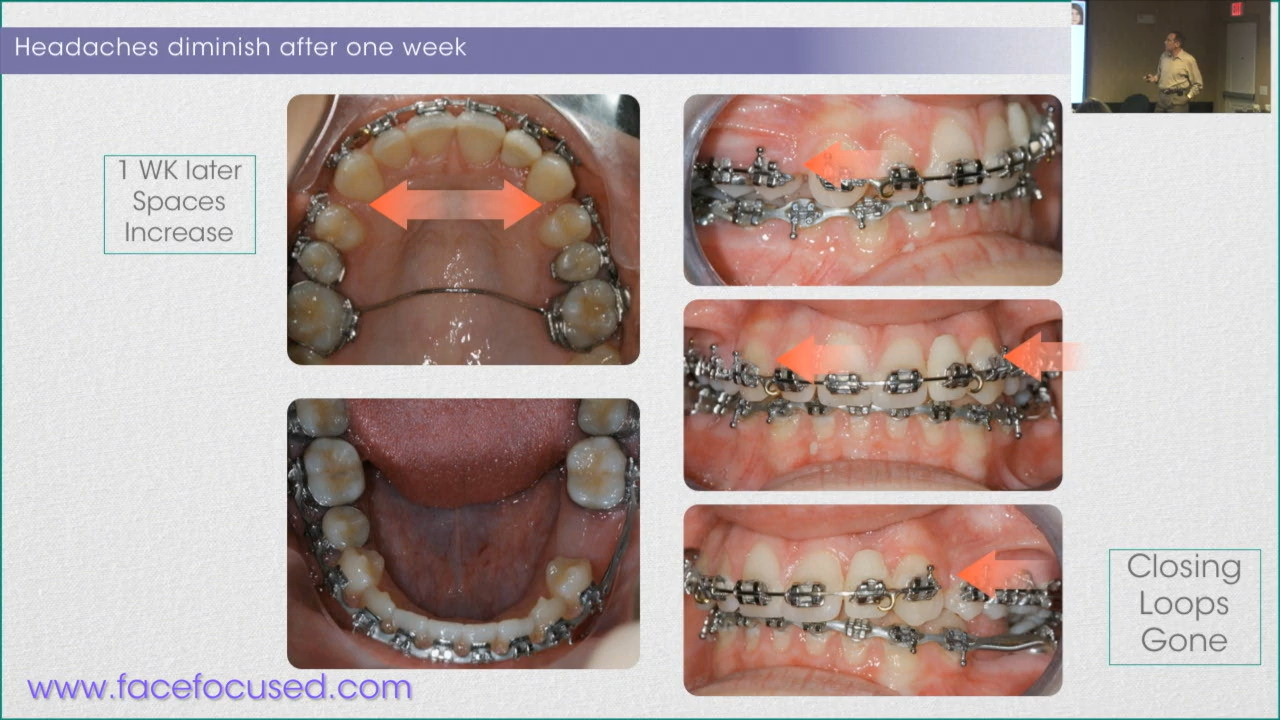 Headaches diminish after one week
1 WK later
Spaces
Increase
Closing
Loops
Gone
www.facefocused.com